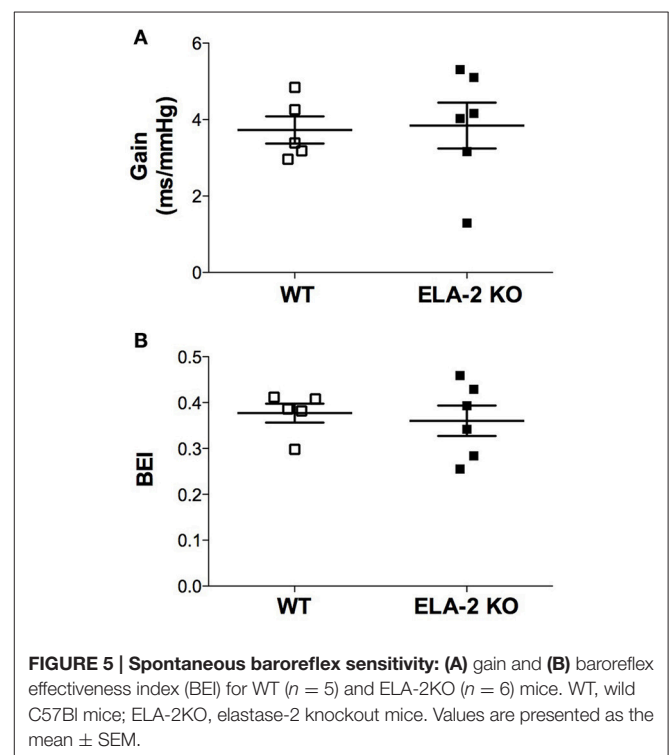 A
6
4
2
0
Gain
(ms/mmHg)
WT ELA-2 KO
B
0.5
0.4
0.3
0.2
0.1
0.0
BEI
WT ELA-2 KO
FIGURE 5 | Spontaneous baroreflex sensitivity: (A) gain and (B) baroreflex
effectiveness index (BEI) for WT (n = 5) and ELA-2KO (n = 6) mice. WT, wild
C57Bl mice; ELA-2KO, elastase-2 knockout mice. Values are presented as the
mean ± SEM.